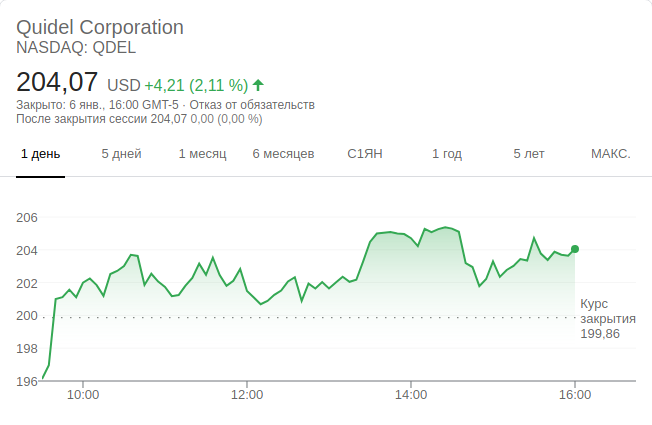 Quidel Corporation
NASDAQ: QDEL
204,07 USD +4,21 (2,11 %)
Закрыто: 6 янв., 16:00 GMT-5 · Отказ от обязательств
После закрытия сессии 204,07 0,00 (0,00 %)
1 день 5 дней 1 месяц 6 месяцев С1ЯН 1 год 5 лет МАКС.
206
204
202
200
198
196
Курс
закрытия
199,86
10:00 12:00 14:00 16:00